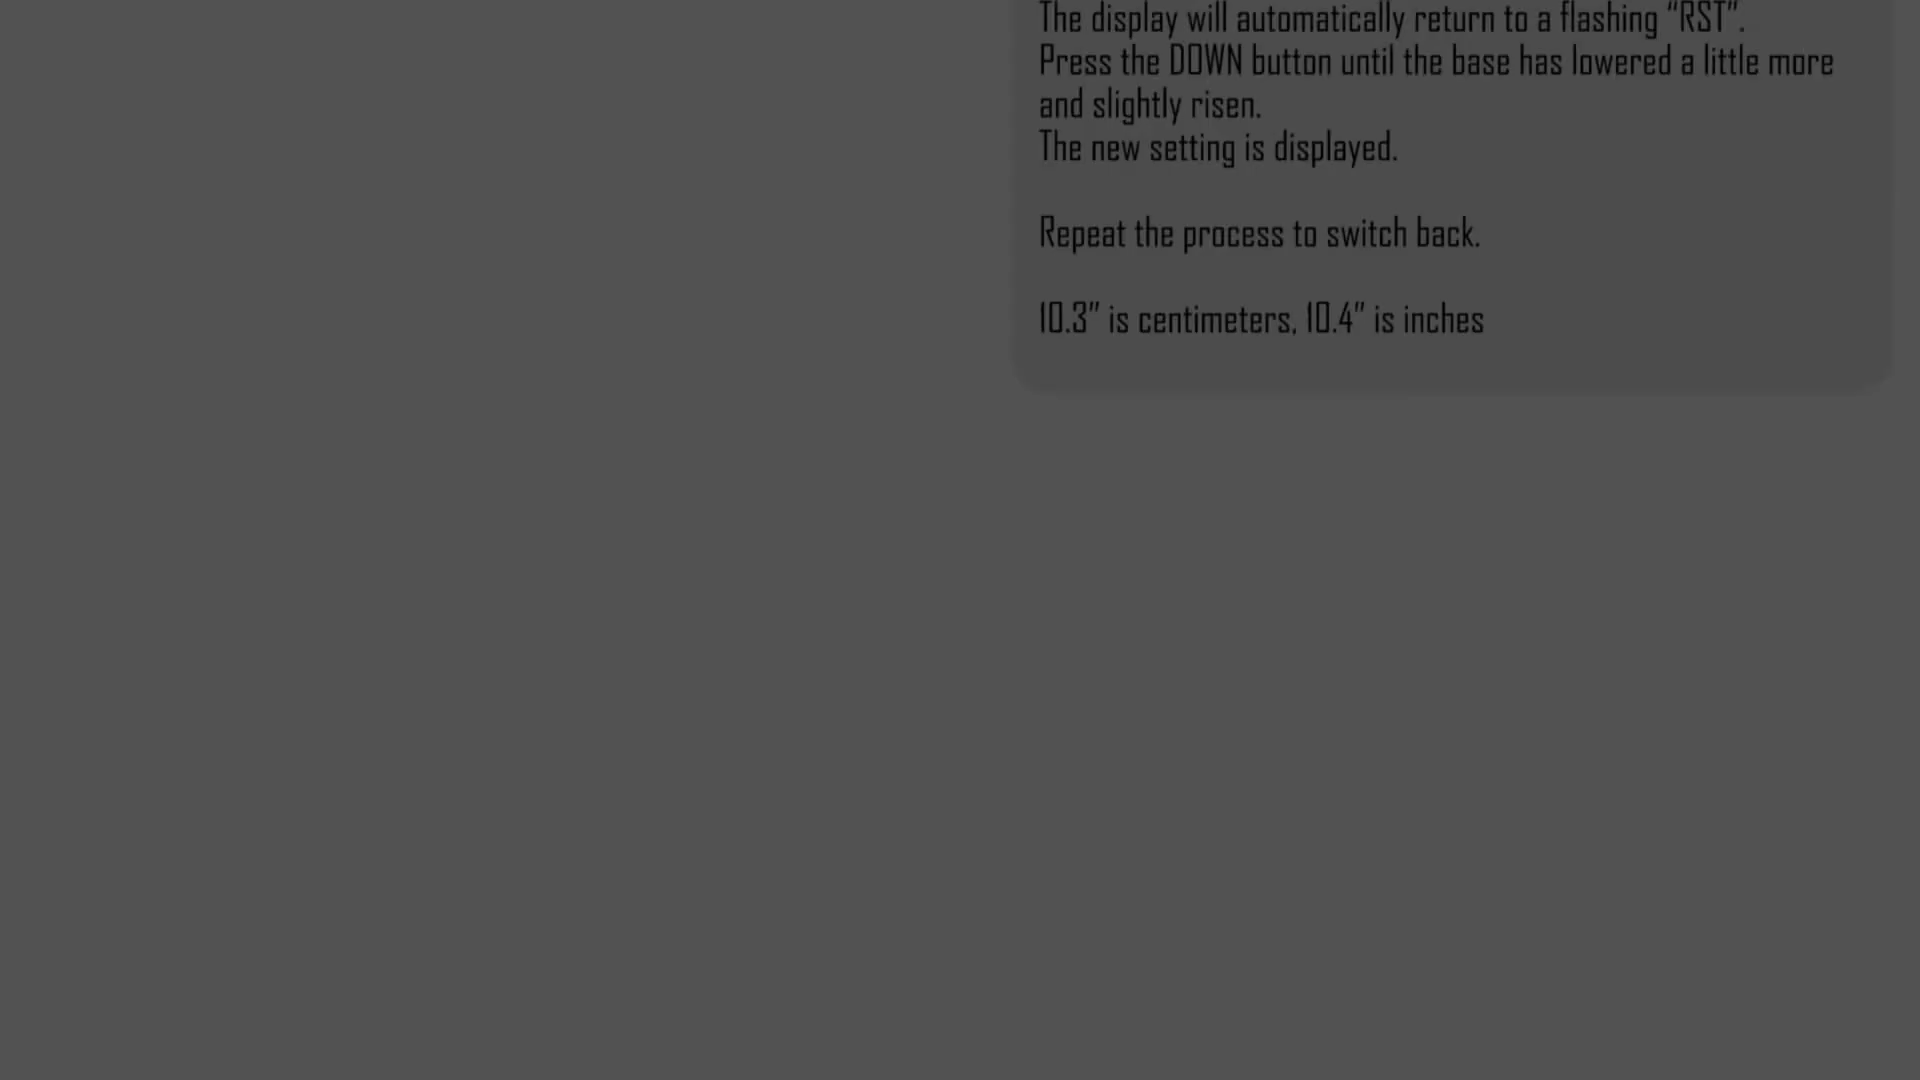 The display will automatically return to a flashing “RST”.
Press the DOWN button until the base has lowered a little more
and slightly risen.
The new setting is displayed.
Repeat the process to switch back.
10.3” is centimeters, 10.4” is inches